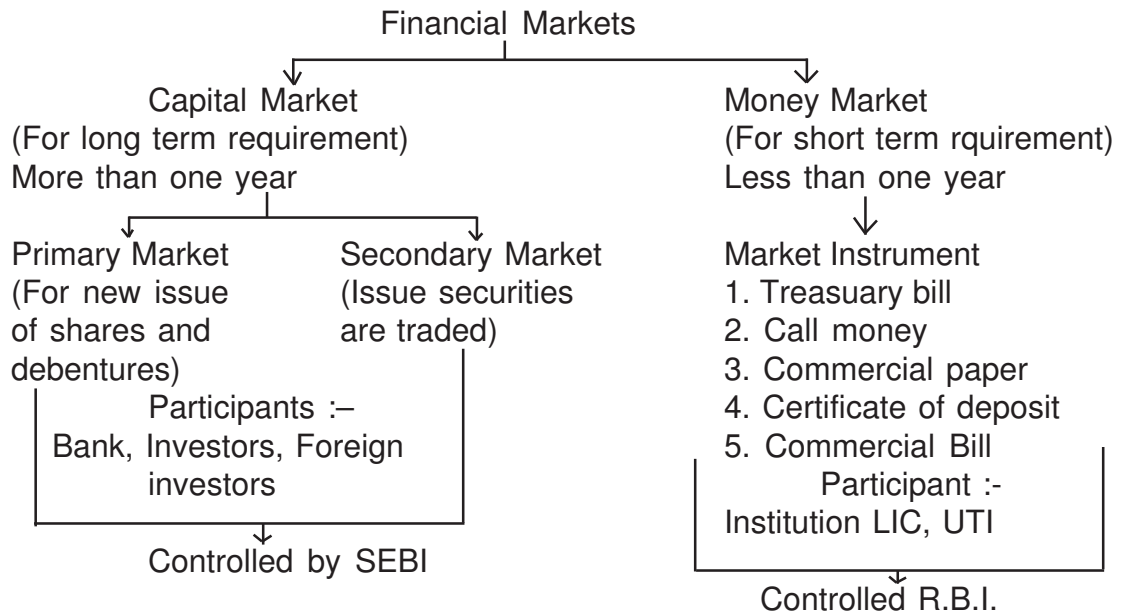 Financial Markets
Capital Market
(For long term requirement)
More than one year
Money Market
(For short term rquirement)
Less than one year
Primary Market
(For new issue
of shares and
debentures)
Secondary Market
(Issue securities
are traded)
Participants :–
Bank, Investors, Foreign
investors
Controlled by SEBI
Market Instrument
1. Treasuary bill
2. Call money
3. Commercial paper
4. Certificate of deposit
5. Commercial Bill
Participant :-
Institution LIC, UTI
Controlled R.B.I.